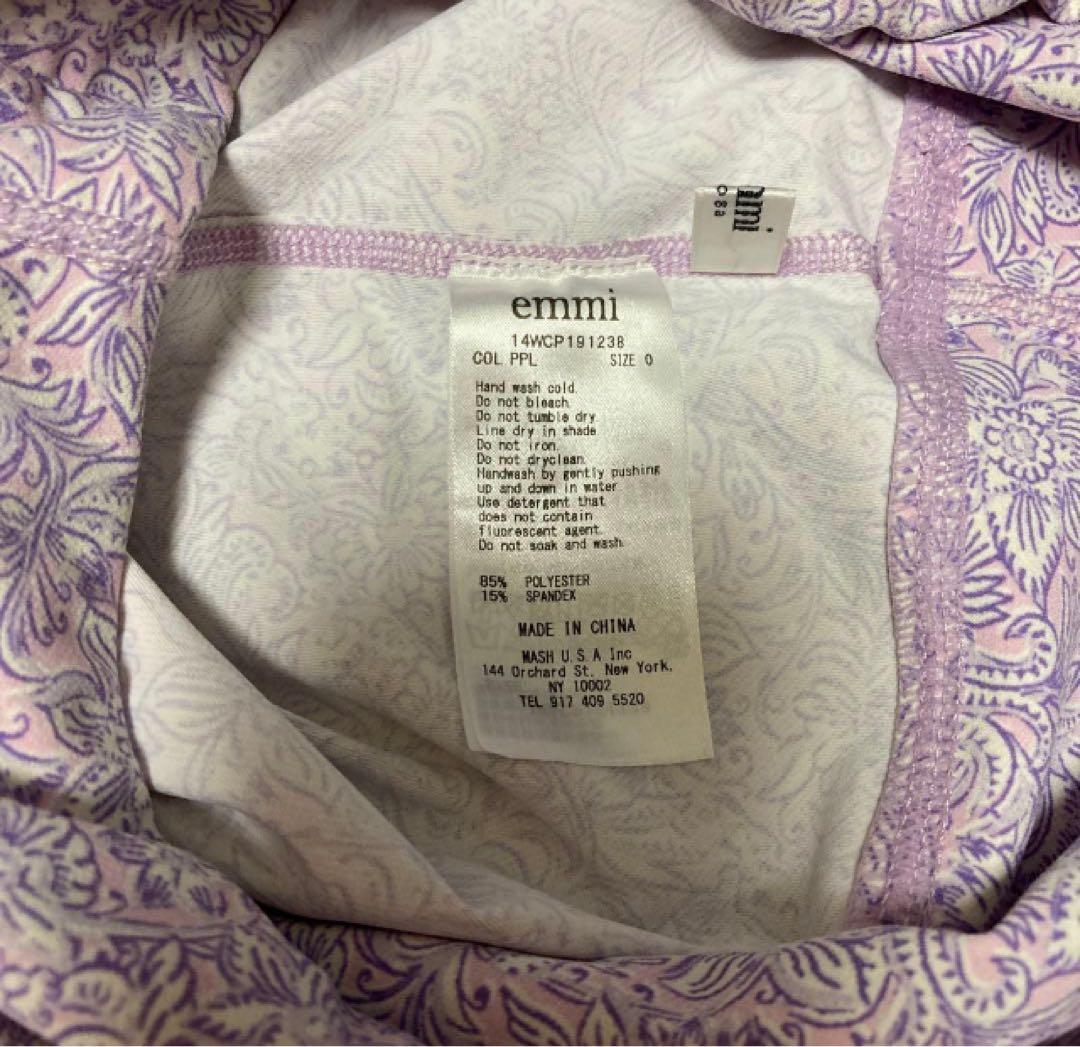 emmi
14WCP191238
COL. PPL SIZE 0
Hand wash cold.
Do not bleach.
Do not tumble dry.
Line dry in shade.
Do not iron.
Do not dryclean.
Handwash by gently pushing
up and down in water.
Use detergent that
does not contain
fluorescent agent.
Do not soak and wash.
85% POLYESTER
15% SPANDEX
MADE IN CHINA
MASH U.S.A Inc
144 Orchard St. New York.
NY 10002
TEL 917 409 5520